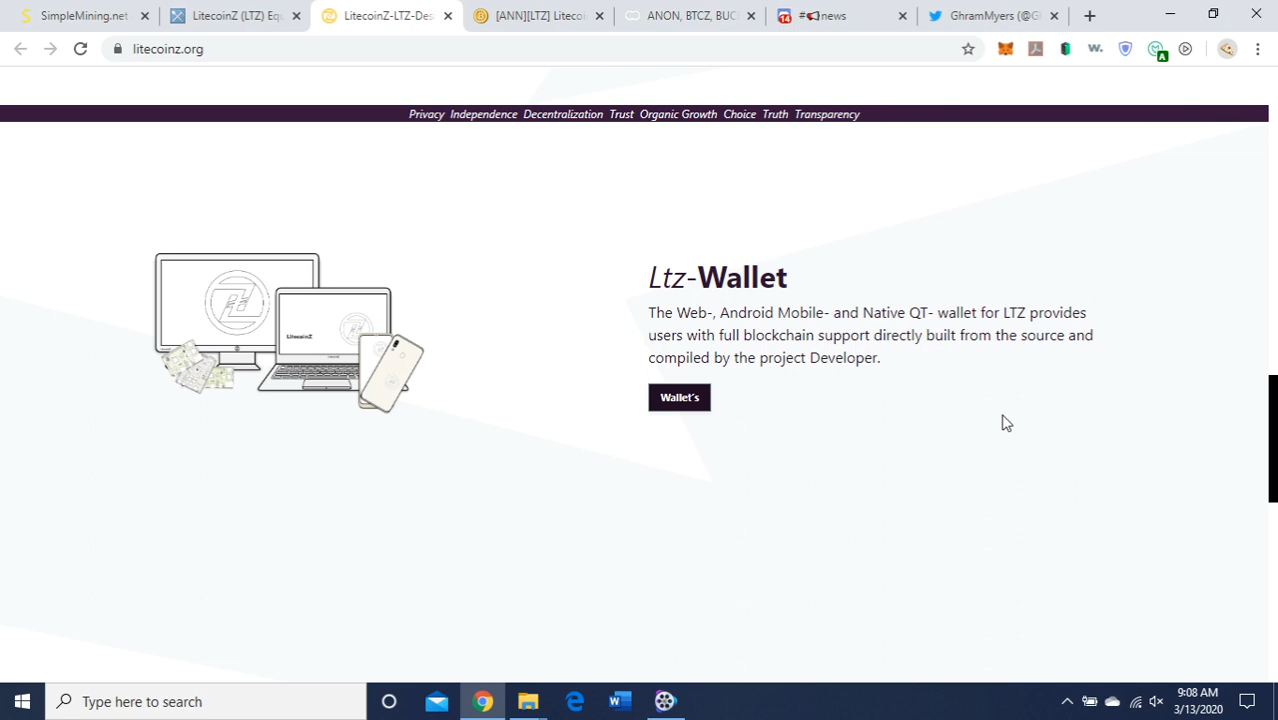 SimpleMining.net
LitecoinZ (LTZ) Equ
LitecoinZ-LTZ-Des
[ANN][LTZ] Litecoi
ANON, BTCZ, BUC
14
news
GhramMyers (@G
litecoinz.org
w.
A
Privacy Independence Decentralization Trust Organic Growth Choice Truth Transparency
LitecoinZ
Ltz-Wallet
The Web-, Android Mobile- and Native QT- wallet for LTZ provides
users with full blockchain support directly built from the source and
compiled by the project Developer.
Wallet's
Type here to search
9:08 AM
3/13/2020